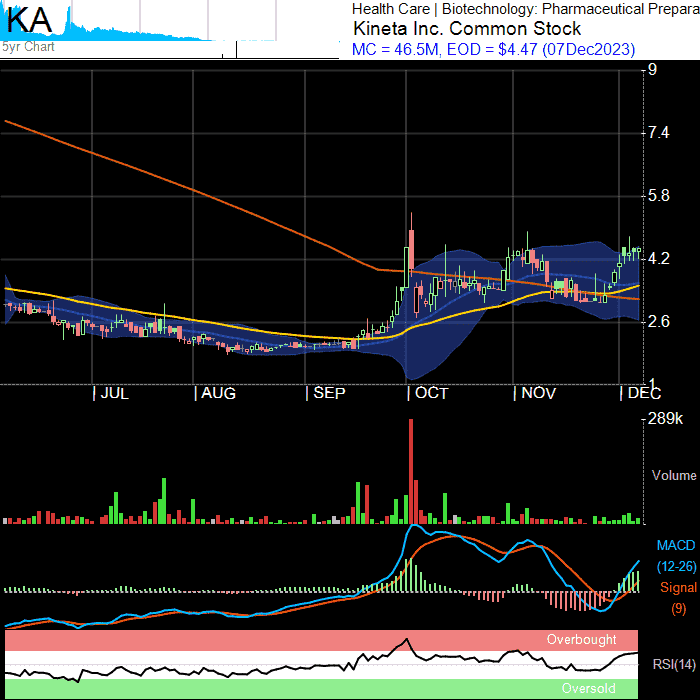 KA
5yr Chart
Health Care | Biotechnology: Pharmaceutical Prepara
Kineta Inc. Common Stock
MC = 46.5M, EOD = $4.47 (07Dec2023)
9
7.4
5.8
4.2
2.6
1
JUL
AUG
SEP
OCT
NOV
DEC
289k
Volume
MACD
(12-26)
Signal
(9)
Overbought
RSI(14)
Oversold